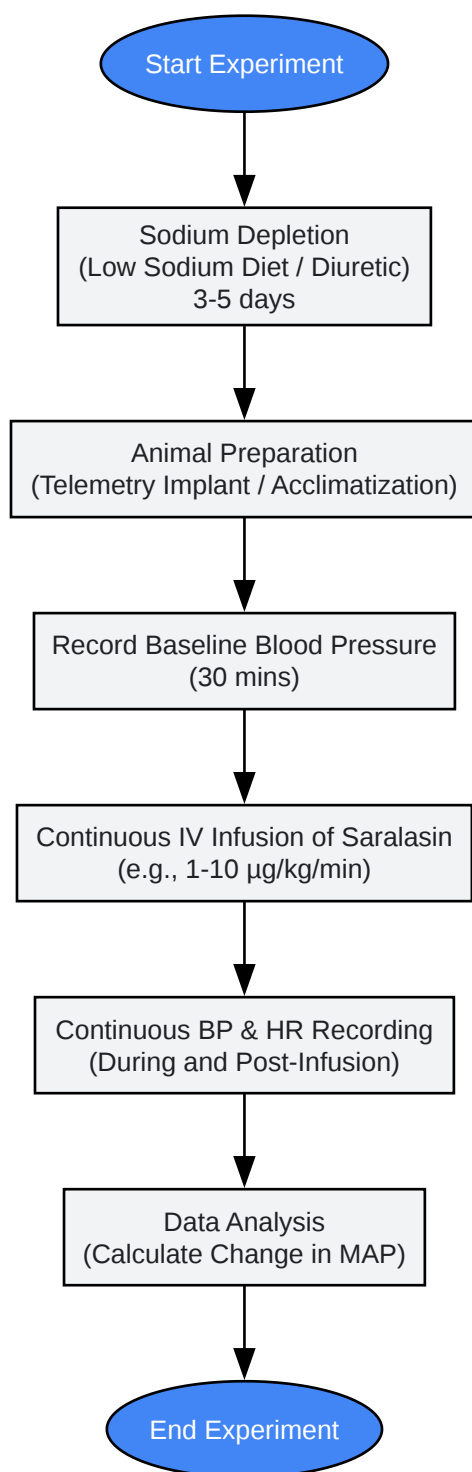 Start Experiment
Sodium Depletion
(Low Sodium Diet / Diuretic)
3-5 days
Animal Preparation
(Telemetry Implant / Acclimatization)
Record Baseline Blood Pressure
(30 mins)
Continuous IV Infusion of Saralasin
(e.g., 1-10 µg/kg/min)
Continuous BP & HR Recording
(During and Post-Infusion)
Data Analysis
(Calculate Change in MAP)
End Experiment